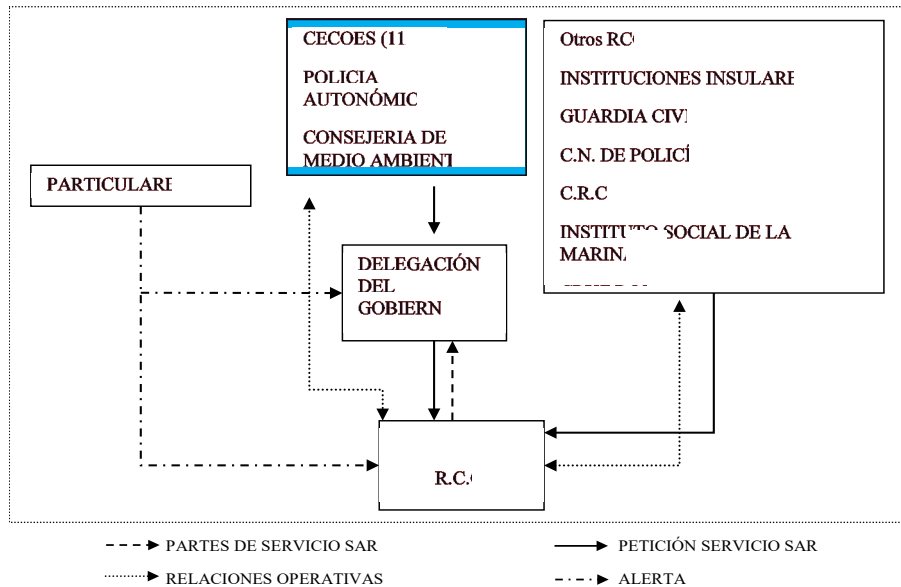 CECOES (11
POLICIA
AUTONÓMIC
CONSEJERIA DE
MEDIO AMBIENT
Otros RC
INSTITUCIONES INSULARE
GUARDIA CIVI
C.N. DE POLICÍ
C.R.C
INSTITUTO SOCIAL DE LA
MARIN
PARTICULARE
DELEGACIÓN
DEL
GOBIERN
R.C.
PARTES DE SERVICIO SAR
PETICIÓN SERVICIO SAR
RELACIONES OPERATIVAS
ALERTA